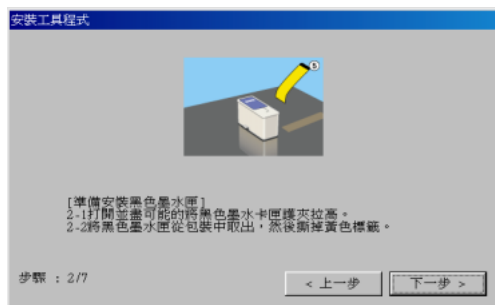 安裝工具程式
S
[準備安裝黑色墨水匣]
2-1打開並盡可能的將黑色墨水卡匣護夾拉高。
2-2將黑色墨水匣從包裝中取出，然後撕掉黃色標籤。
步驟 : 2/7
< 上一步
下一步 >